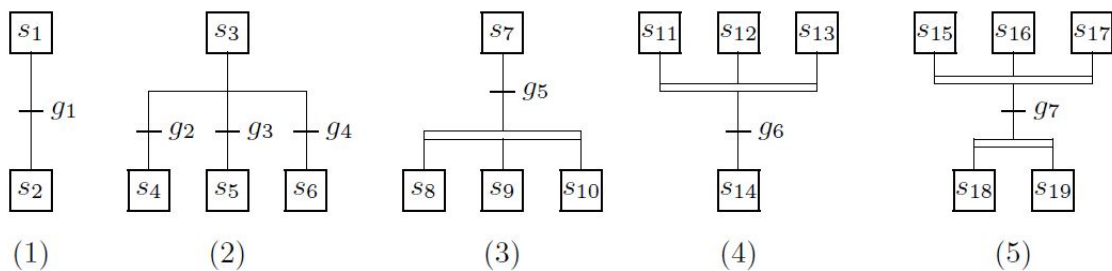 s1 s3 s7 s11 s12 s13 s15 s16 s17
g5
g1 g7
g2 g3 g4 g6
s2 s4 s5 s6 s8 s9 s10 s14 s18 s19
(1) (2) (3) (4) (5)